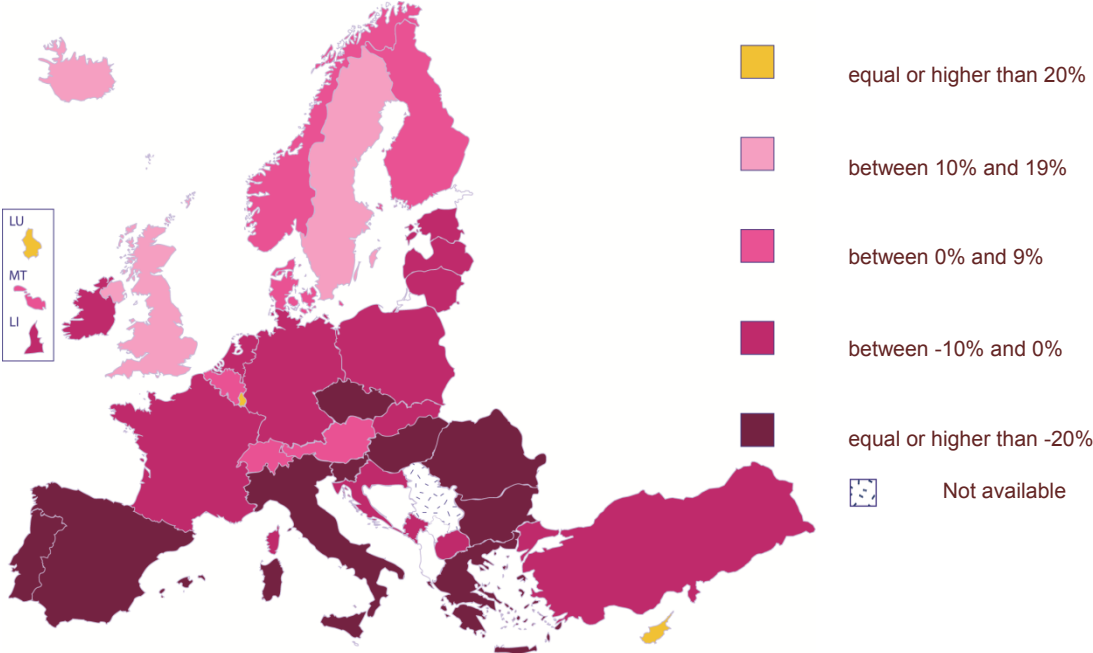 equal or higher than 20%
between 10% and 19%
LU
between 0% and 9%
MT
LI
between -10% and 0%
equal or higher than -20%
Not available